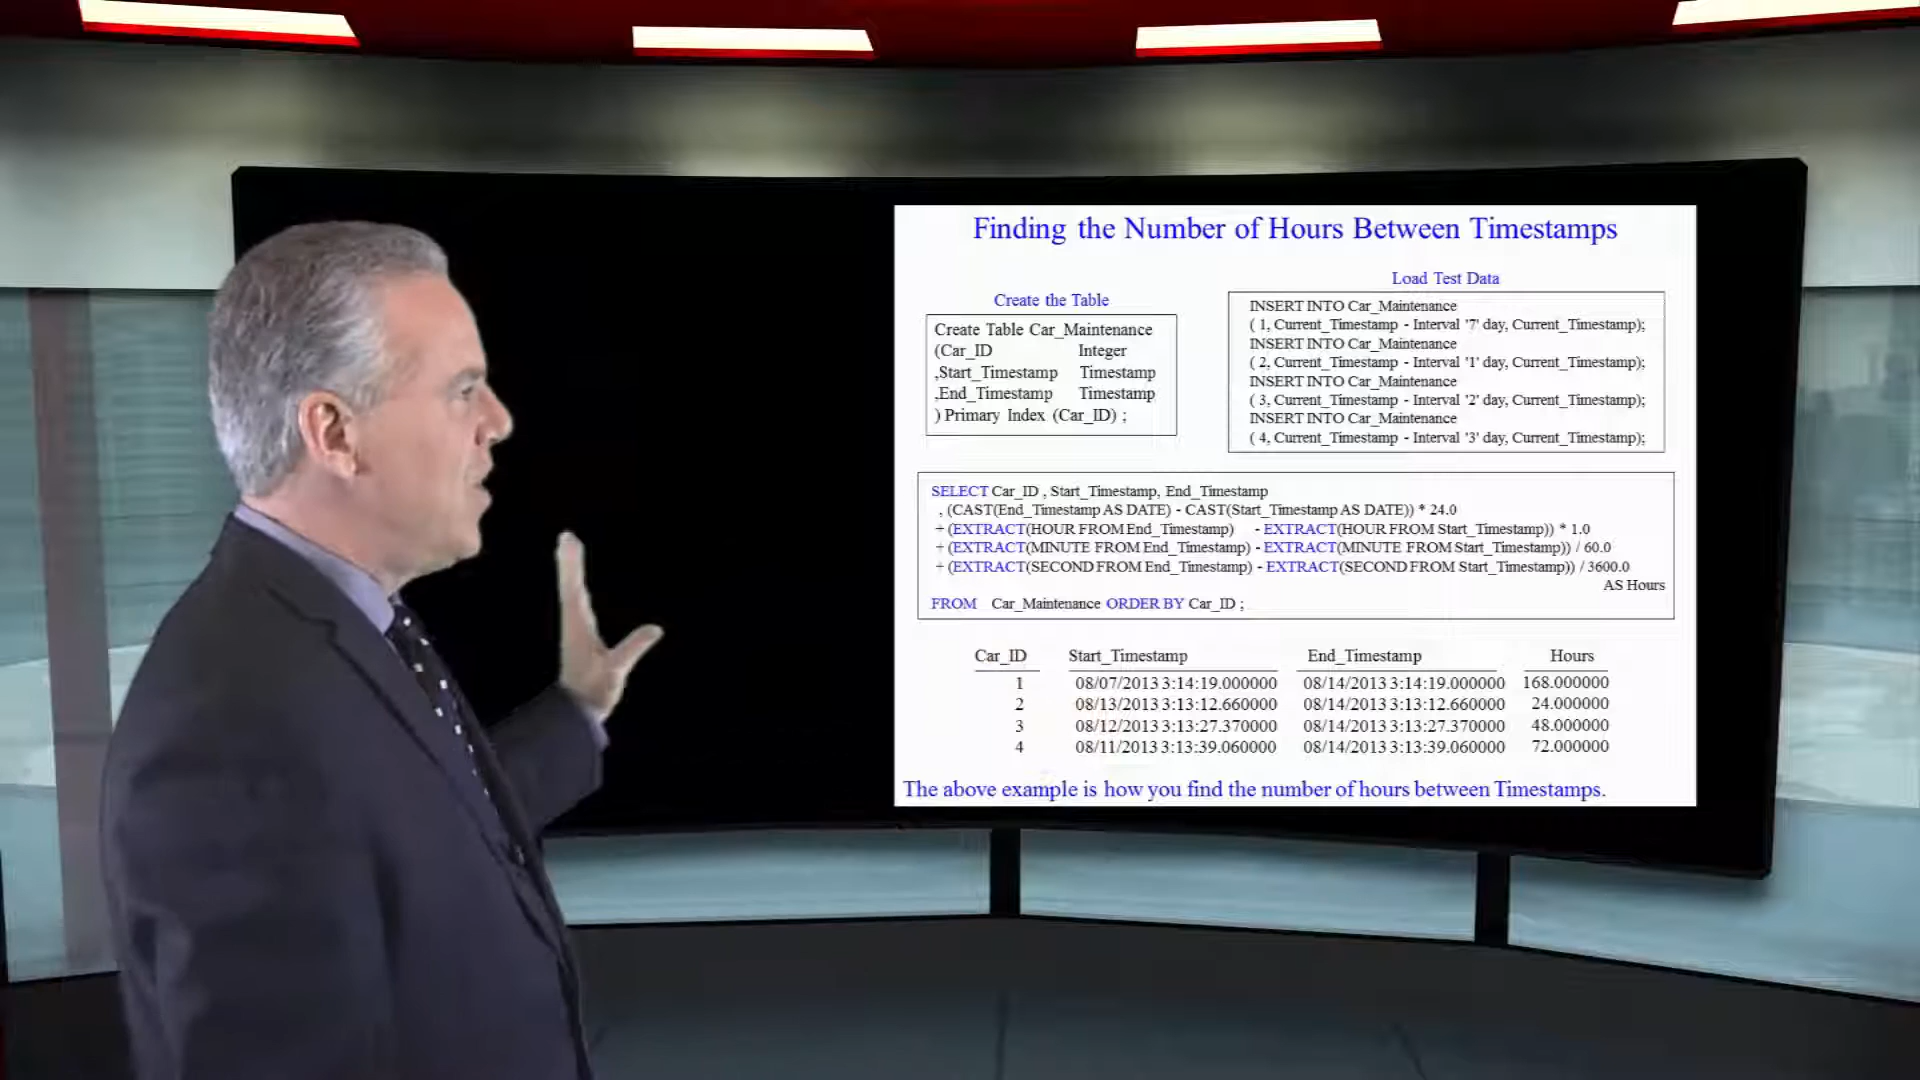 Finding the Number of Hours Between Timestamps
Create the Table
Create Table Car_Maintenance
(Car_ID Integer
,Start_Timestamp Timestamp
,End_Timestamp Timestamp
) Primary Index (Car_ID) ;
Load Test Data
INSERT INTO Car_Maintenance
( 1, Current_Timestamp - Interval '7' day, Current_Timestamp);
INSERT INTO Car_Maintenance
( 2, Current_Timestamp - Interval '1' day, Current_Timestamp);
INSERT INTO Car_Maintenance
( 3, Current_Timestamp - Interval '2' day, Current_Timestamp);
INSERT INTO Car_Maintenance
( 4, Current_Timestamp - Interval '3' day, Current_Timestamp);
SELECT Car_ID , Start_Timestamp, End_Timestamp
, (CAST(End_Timestamp AS DATE) - CAST(Start_Timestamp AS DATE)) * 24.0
+ (EXTRACT(HOUR FROM End_Timestamp) - EXTRACT(HOUR FROM Start_Timestamp)) * 1.0
+ (EXTRACT(MINUTE FROM End_Timestamp) - EXTRACT(MINUTE FROM Start_Timestamp)) / 60.0
+ (EXTRACT(SECOND FROM End_Timestamp) - EXTRACT(SECOND FROM Start_Timestamp)) / 3600.0
AS Hours
FROM Car_Maintenance ORDER BY Car_ID ;
Car_ID Start_Timestamp End_Timestamp Hours
1 08/07/2013 3:14:19.000000 08/14/2013 3:14:19.000000 168.000000
2 08/13/2013 3:13:12.660000 08/14/2013 3:13:12.660000 24.000000
3 08/12/2013 3:13:27.370000 08/14/2013 3:13:27.370000 48.000000
4 08/11/2013 3:13:39.060000 08/14/2013 3:13:39.060000 72.000000
The above example is how you find the number of hours between Timestamps.